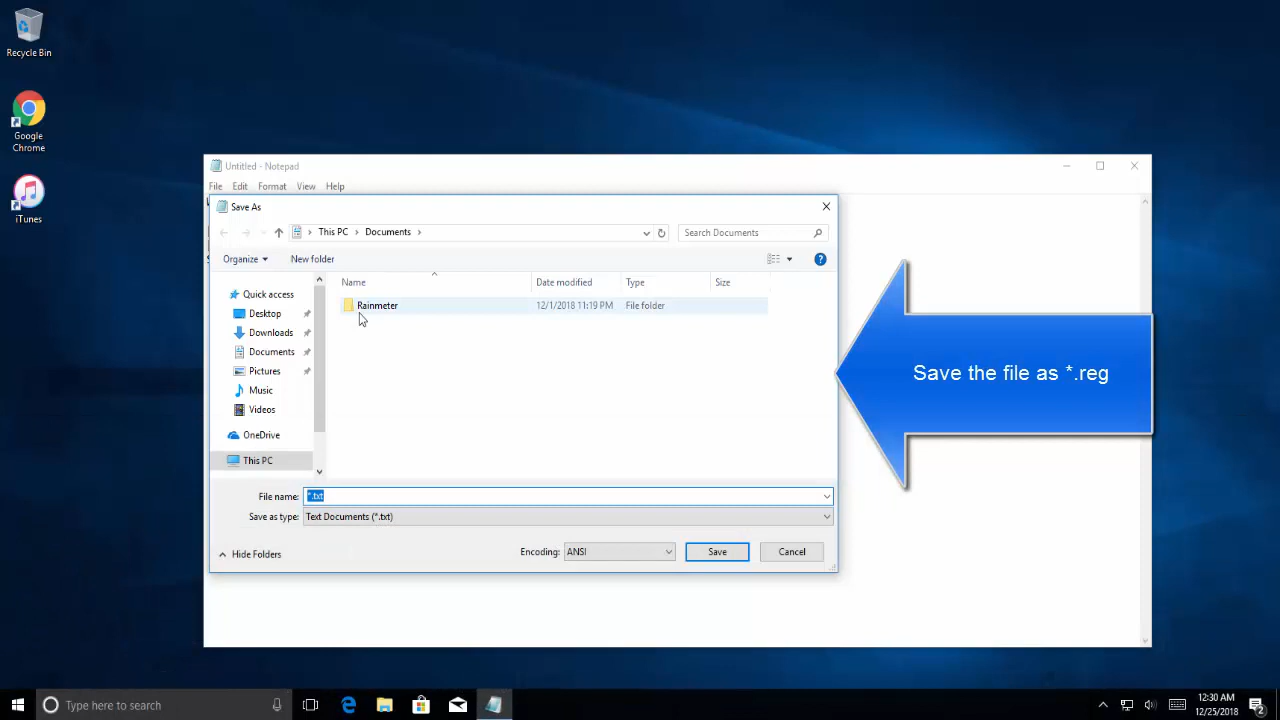 Recycle Bin
Google
Chrome
iTunes
Untitled - Notepad
File Edit Format View Help
Save As
This PC > Documents >
Search Documents
Organize
New folder
Name
Date modified
Type
Size
Quick access
Desktop
Downloads
Documents
Pictures
Music
Videos
OneDrive
This PC
Rainmeter 12/1/2018 11:19 PM File folder
Save the file as *.reg
File name: *.txt
Save as type: Text Documents (*.txt)
Hide Folders
Encoding: ANSI
Save
Cancel
Type here to search
12:30 AM
12/25/2018
2